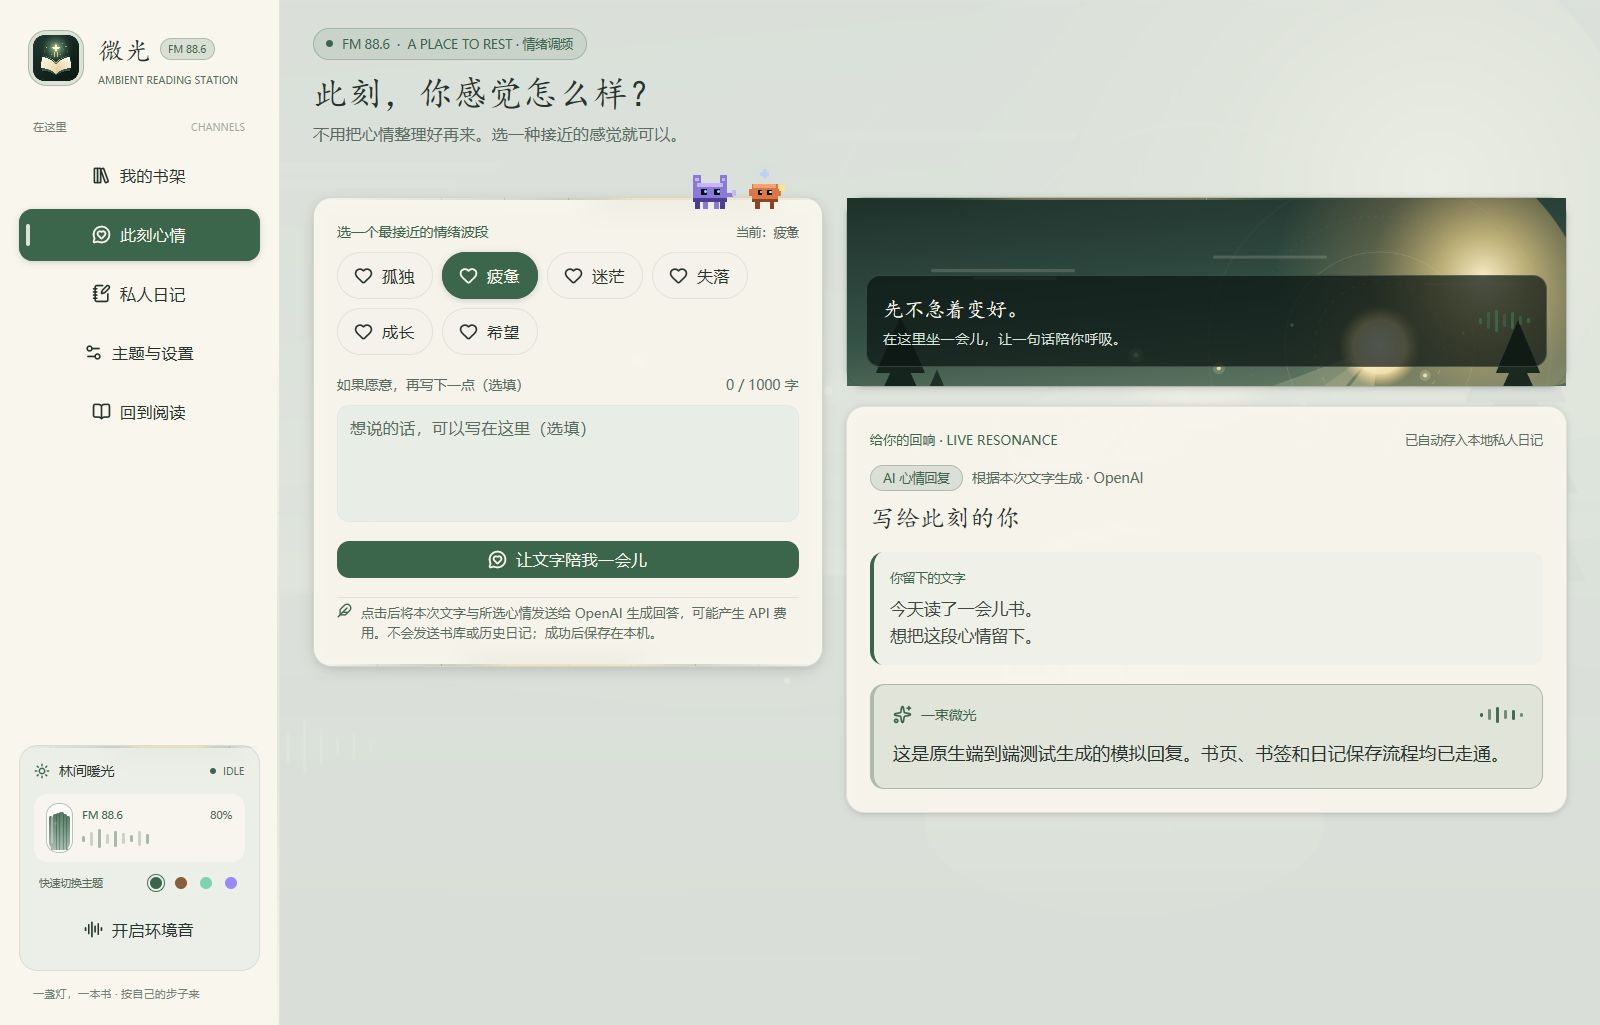 微光
FM 88.6
AMBIENT READING STATION
在这里
CHANNELS
我的书架
此刻心情
私人日记
主题与设置
回到阅读
林间暖光
IDLE
FM 88.6
80%
快速切换主题
开启环境音
一盏灯，一本书 · 按自己的步子来
FM 88.6 · A PLACE TO REST · 情绪调频
此刻，你感觉怎么样？
不用把心情整理好再来。选一种接近的感觉就可以。
选一个最接近的情绪波段
当前：疲惫
孤独
疲惫
迷茫
失落
成长
希望
如果愿意，再写下一点（选填）
0 / 1000 字
想说的话，可以写在这里（选填）
让文字陪我一会儿
点击后将本次文字与所选心情发送给 OpenAI 生成回答，可能产生 API 费
用。不会发送书库或历史日记；成功后保存在本机。
先不急着变好。
在这里坐一会儿，让一句话陪你呼吸。
给你的回响 · LIVE RESONANCE
已自动存入本地私人日记
AI 心情回复
根据本次文字生成 · OpenAI
写给此刻的你
你留下的文字
今天读了一会儿书。
想把这段心情留下。
一束微光
这是原生端到端测试生成的模拟回复。书页、书签和日记保存流程均已走通。